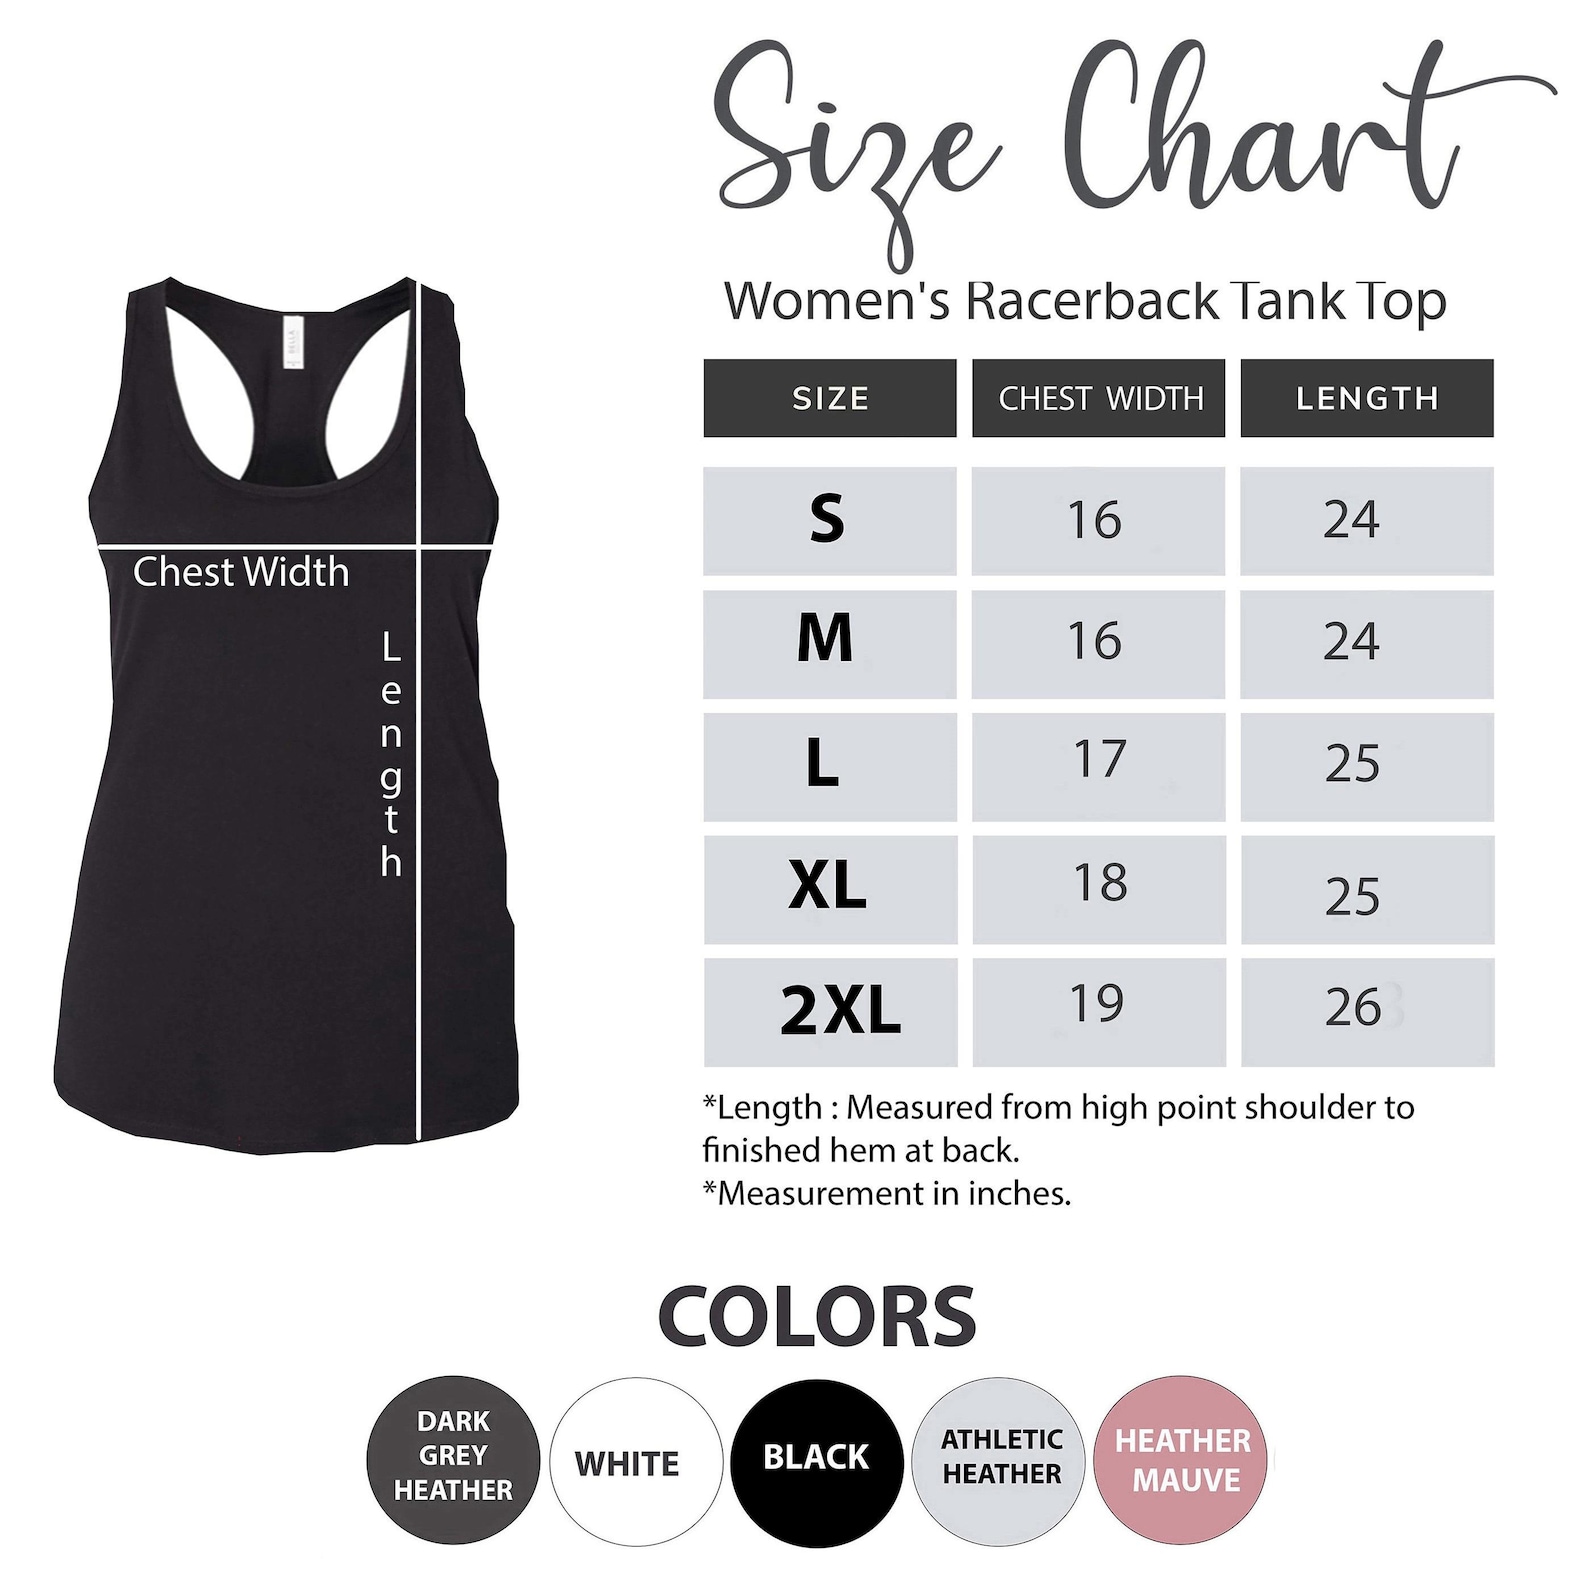 Size Chart
Women's Racerback Tank Top
SIZE CHEST WIDTH LENGTH
S 16 24
M 16 24
L 17 25
XL 18 25
2XL 19 26
*Length : Measured from high point shoulder to
finished hem at back.
*Measurement in inches.
BELLA
Chest Width
Length
COLORS
DARK
GREY
HEATHER
WHITE
BLACK
ATHLETIC
HEATHER
HEATHER
MAUVE